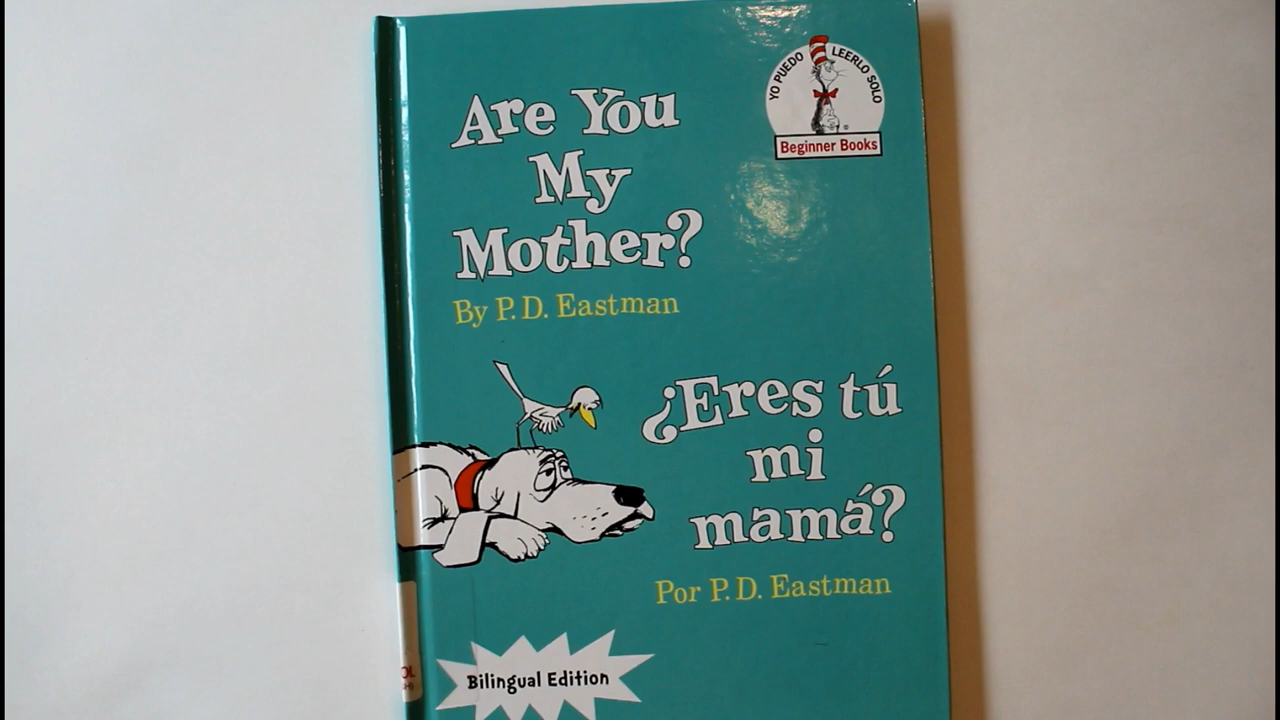 YO PUEDO LEERLO SOLO
Beginner Books
Are You
My
Mother?
By P.D. Eastman
¿Eres tú
mi
mamá?
Por P.D. Eastman
Bilingual Edition